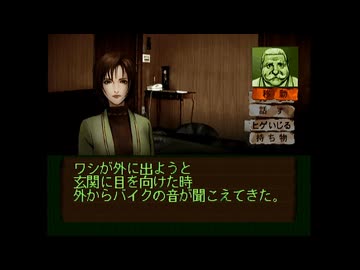 移動
話す
ヒゲいじる
持ち物
ワシが外に出ようと
玄関に目を向けた時
外からバイクの音が聞こえてきた。